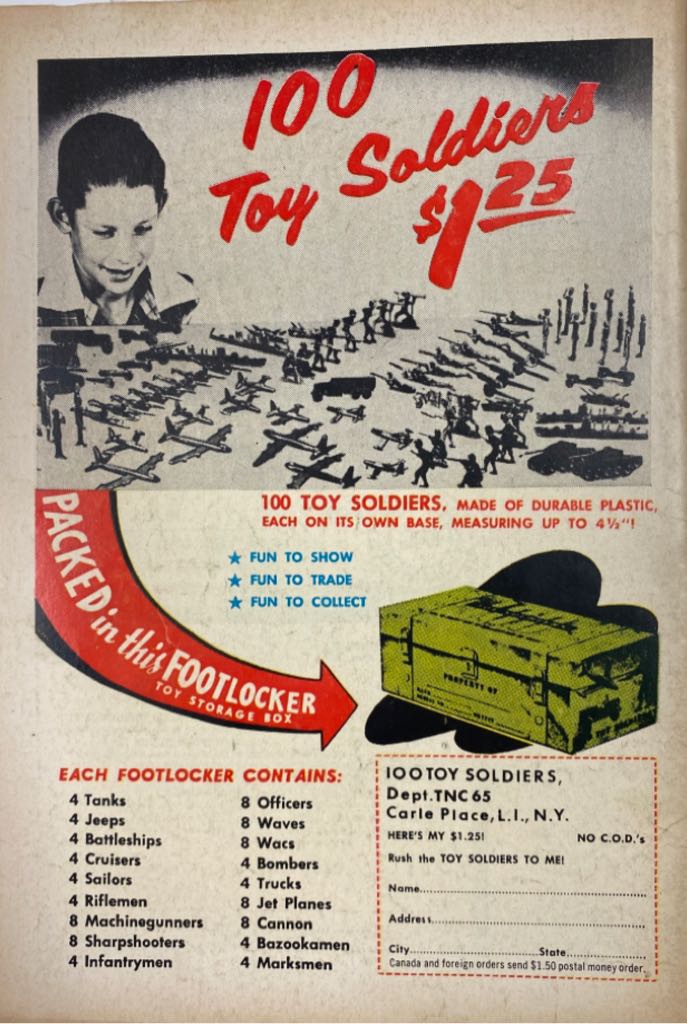 100
Toy Soldiers
$1.25
100 TOY SOLDIERS, MADE OF DURABLE PLASTIC,
EACH ON ITS OWN BASE, MEASURING UP TO 4½"!
★ FUN TO SHOW
★ FUN TO TRADE
★ FUN TO COLLECT
PACKED in this FOOTLOCKER
TOY STORAGE BOX
PROPERTY OF
EACH FOOTLOCKER CONTAINS:
4 Tanks
4 Jeeps
4 Battleships
4 Cruisers
4 Sailors
4 Riflemen
8 Machinegunners
8 Sharpshooters
4 Infantrymen
8 Officers
8 Waves
8 Wacs
4 Bombers
4 Trucks
8 Jet Planes
8 Cannon
4 Bazookamen
4 Marksmen
100 TOY SOLDIERS,
Dept. TNC 65
Carle Place, L.I., N.Y.
HERE'S MY $1.25! NO C.O.D.'s
Rush the TOY SOLDIERS TO ME!
Name
Address
City State
Canada and foreign orders send $1.50 postal money order.